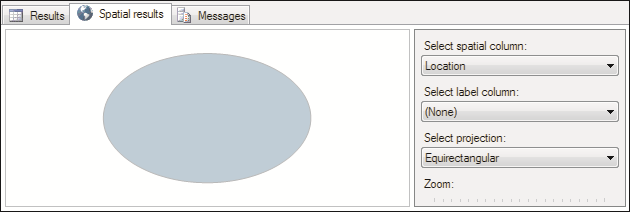 Results Spatial results Messages
Select spatial column:
Location
Select label column:
(None)
Select projection:
Equirectangular
Zoom: